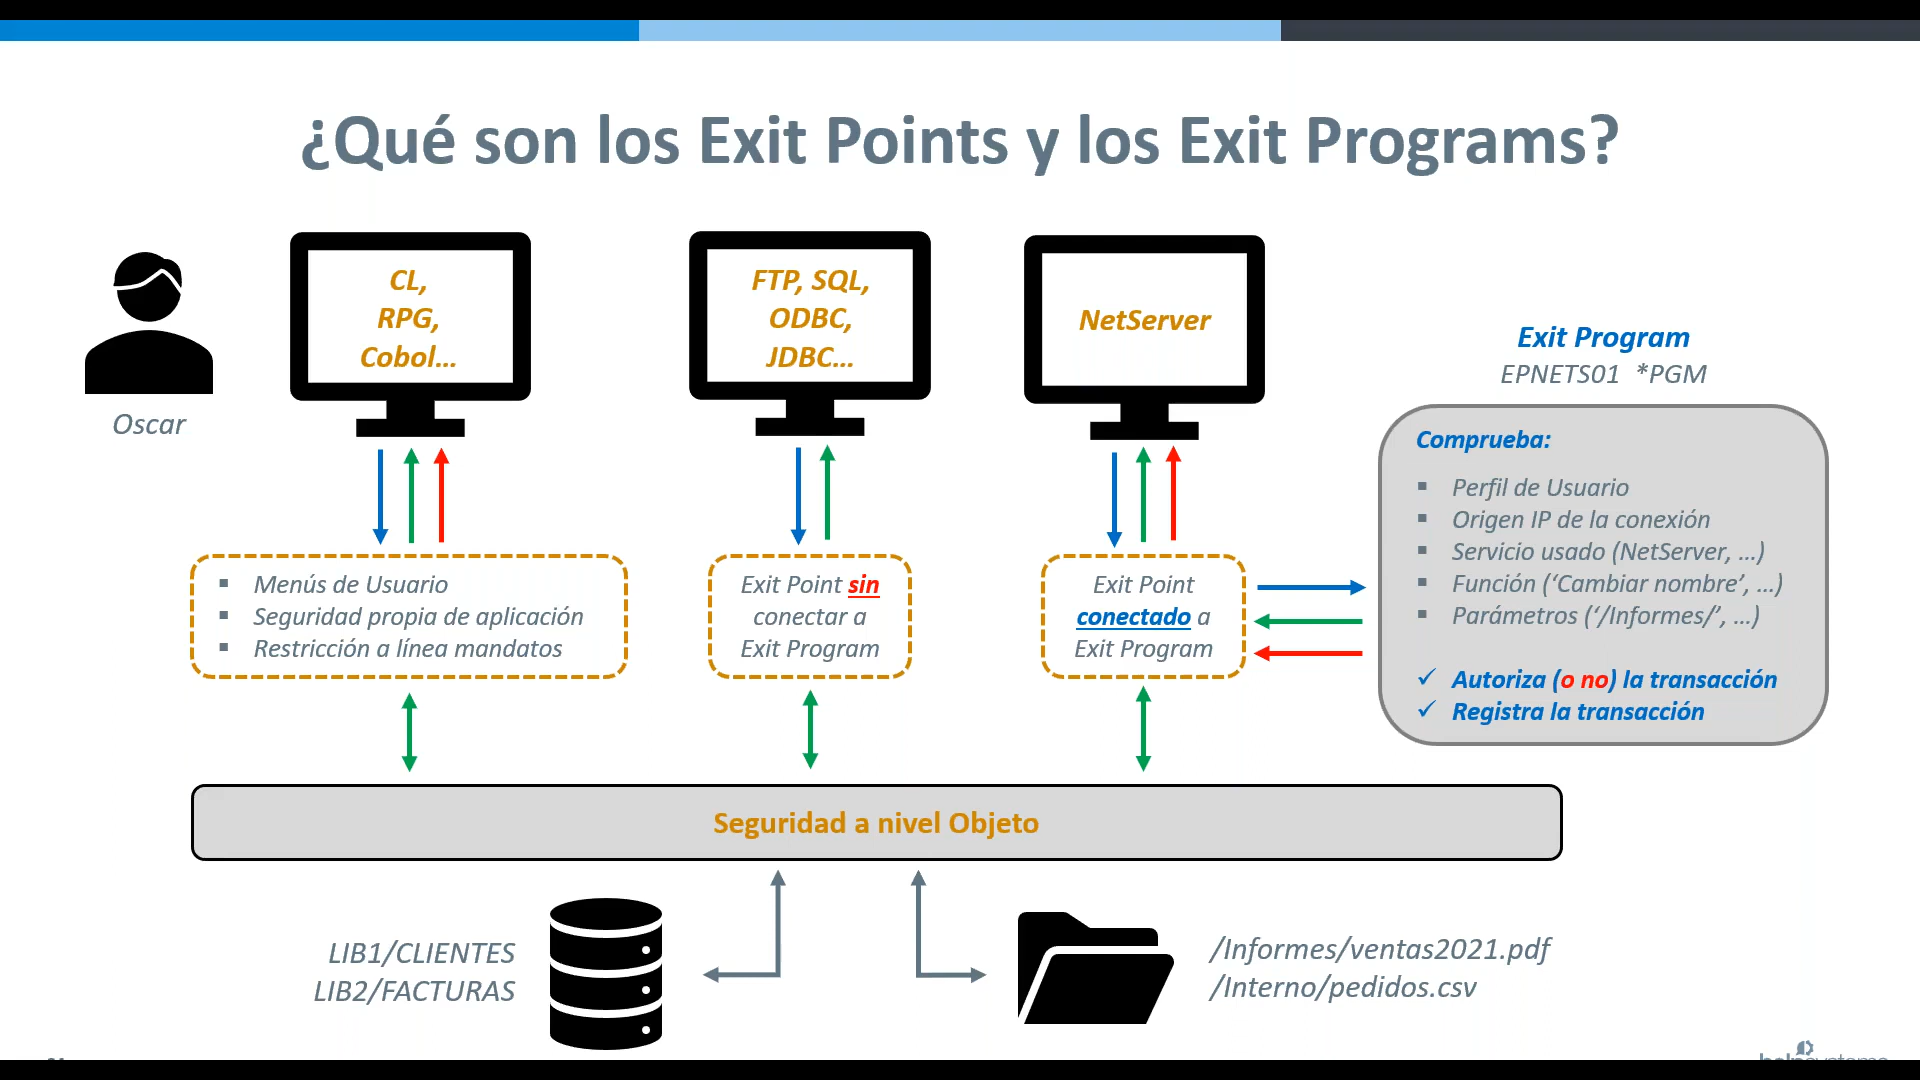 ¿Qué son los Exit Points y los Exit Programs?
Oscar
CL,
RPG,
Cobol...
FTP, SQL,
ODBC,
JDBC...
NetServer
Exit Program
EPNETS01 *PGM
Comprueba:
▪ Perfil de Usuario
▪ Origen IP de la conexión
▪ Servicio usado (NetServer, ...)
▪ Función (‘Cambiar nombre’, ...)
▪ Parámetros (‘/Informes/’, ...)
✓ Autoriza (o no) la transacción
✓ Registra la transacción
▪ Menús de Usuario
▪ Seguridad propia de aplicación
▪ Restricción a línea mandatos
Exit Point sin
conectar a
Exit Program
Exit Point
conectado a
Exit Program
Seguridad a nivel Objeto
LIB1/CLIENTES
LIB2/FACTURAS
/Informes/ventas2021.pdf
/Interno/pedidos.csv